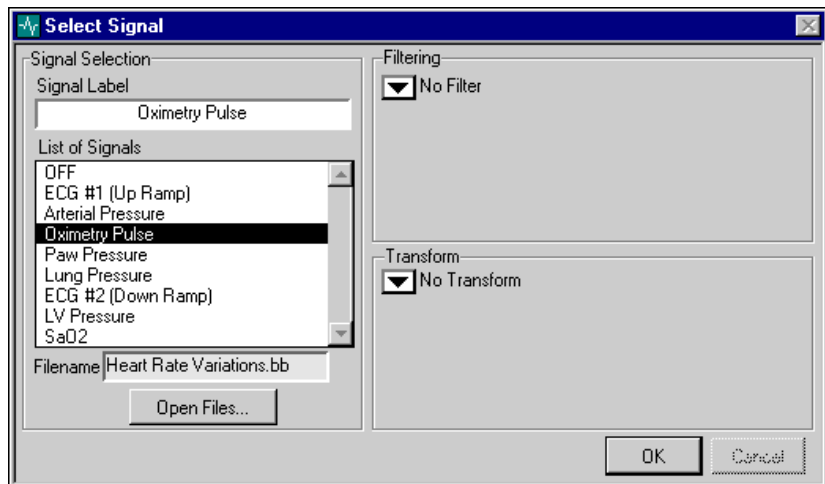 Select Signal
Signal Selection
Signal Label
Oximetry Pulse
List of Signals
OFF
ECG #1 (Up Ramp)
Arterial Pressure
Oximetry Pulse
Paw Pressure
Lung Pressure
ECG #2 (Down Ramp)
LV Pressure
SaO2
Filename Heart Rate Variations.bb
Open Files...
Filtering
No Filter
Transform
No Transform
OK
Cancel